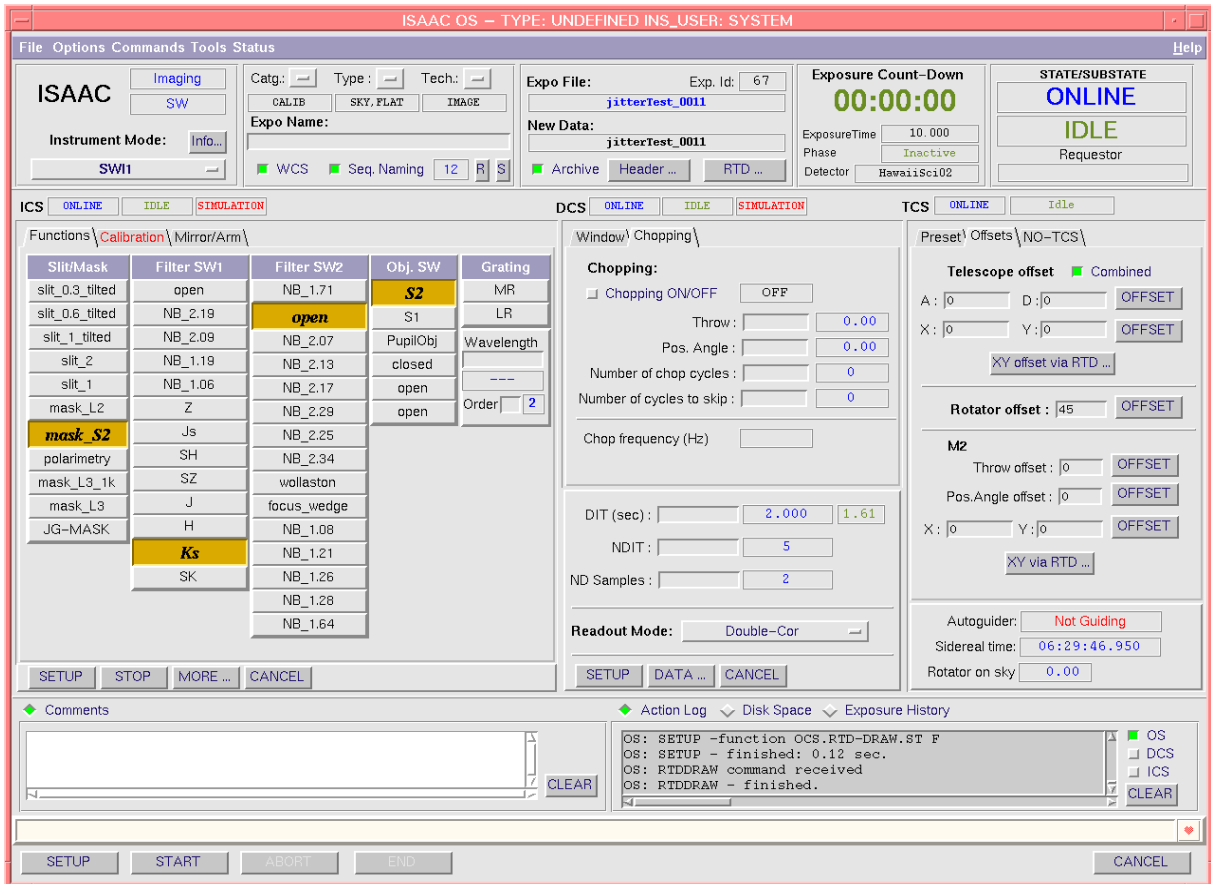 ISAAC OS – TYPE: UNDEFINED INS_USER: SYSTEM
File Options Commands Tools Status Help
ISAAC
Imaging
SW
Instrument Mode: Info...
SWI1
Catg.: Type : Tech.:
CALIB SKY,FLAT IMAGE
Expo Name:
WCS Seq. Naming 12 R S
Expo File: Exp. Id: 67
jitterTest_0011
New Data:
jitterTest_0011
Archive Header ... RTD ...
Exposure Count–Down
00:00:00
ExposureTime 10.000
Phase Inactive
Detector HawaiiSci02
STATE/SUBSTATE
ONLINE
IDLE
Requestor
ICS ONLINE IDLE SIMULATION
Functions Calibration Mirror/Arm
Slit/Mask
slit_0.3_tilted
slit_0.6_tilted
slit_1_tilted
slit_2
slit_1
mask_L2
mask_S2
polarimetry
mask_L3_1k
mask_L3
JG–MASK
Filter SW1
open
NB_2.19
NB_2.09
NB_1.19
NB_1.06
Z
Js
SH
SZ
J
H
Ks
SK
Filter SW2
NB_1.71
open
NB_2.07
NB_2.13
NB_2.17
NB_2.29
NB_2.25
NB_2.34
wollaston
focus_wedge
NB_1.08
NB_1.21
NB_1.26
NB_1.28
NB_1.64
Obj. SW
S2
S1
PupilObj
closed
open
open
Grating
MR
LR
Wavelength
–––
Order 2
SETUP STOP MORE ... CANCEL
DCS ONLINE IDLE SIMULATION
Window Chopping
Chopping:
Chopping ON/OFF OFF
Throw : 0.00
Pos. Angle : 0.00
Number of chop cycles : 0
Number of cycles to skip : 0
Chop frequency (Hz)
DIT (sec) : 2.000 1.61
NDIT : 5
ND Samples : 2
Readout Mode: Double–Cor
SETUP DATA ... CANCEL
TCS ONLINE Idle
Preset Offsets NO–TCS
Telescope offset Combined
A : 0 D : 0 OFFSET
X : 0 Y : 0 OFFSET
XY offset via RTD ...
Rotator offset : 45 OFFSET
M2
Throw offset : 0 OFFSET
Pos.Angle offset : 0 OFFSET
X : 0 Y : 0 OFFSET
XY via RTD ...
Autoguider: Not Guiding
Sidereal time: 06:29:46.950
Rotator on sky 0.00
Comments
CLEAR
Action Log Disk Space Exposure History
OS: SETUP -function OCS.RTD-DRAW.ST F
OS: SETUP - finished: 0.12 sec.
OS: RTDDRAW command received
OS: RTDDRAW - finished.
OS
DCS
ICS
CLEAR
SETUP START ABORT END CANCEL